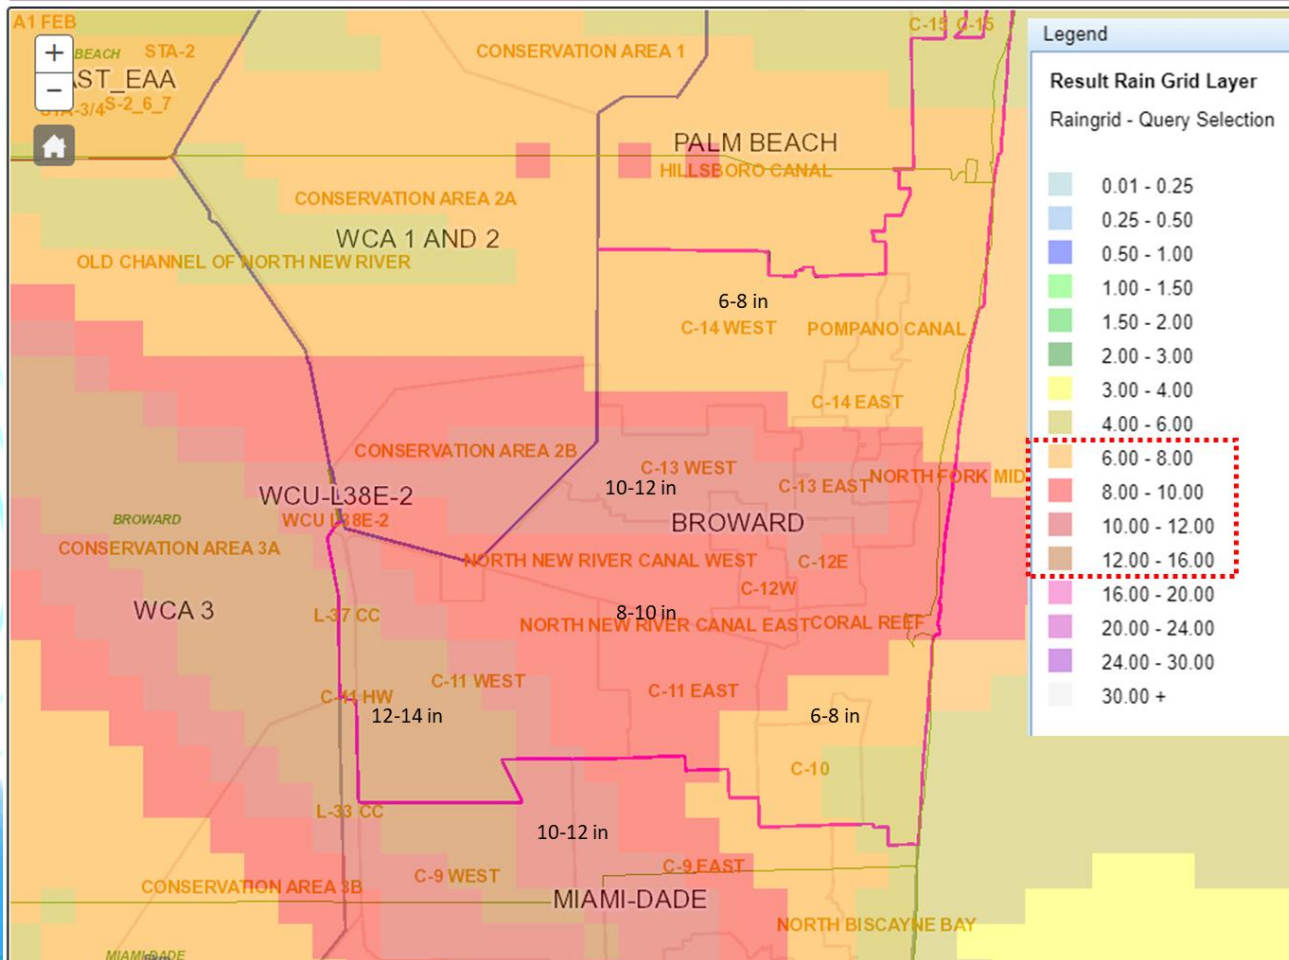 A1 FEB
C-15 C-15
+
BEACH
STA-2
CONSERVATION AREA 1
AST_EAA
−
STA-3/4
S-2_6_7
PALM BEACH
HILLSBORO CANAL
CONSERVATION AREA 2A
WCA 1 AND 2
OLD CHANNEL OF NORTH NEW RIVER
6-8 in
C-14 WEST
POMPANO CANAL
C-14 EAST
CONSERVATION AREA 2B
C-13 WEST
C-13 EAST
NORTH FORK MID
10-12 in
WCU-L38E-2
WCU L38E-2
BROWARD
BROWARD
CONSERVATION AREA 3A
NORTH NEW RIVER CANAL WEST
C-12E
C-12W
WCA 3
L-37 CC
8-10 in
NORTH NEW RIVER CANAL EAST
CORAL REEF
C-11 WEST
C-11 EAST
C-11 HW
12-14 in
6-8 in
C-10
L-33 CC
10-12 in
C-9 EAST
C-9 WEST
CONSERVATION AREA 3B
MIAMI-DADE
NORTH BISCAYNE BAY
MIAMI-DADE
Legend
Result Rain Grid Layer
Raingrid - Query Selection
0.01 - 0.25
0.25 - 0.50
0.50 - 1.00
1.00 - 1.50
1.50 - 2.00
2.00 - 3.00
3.00 - 4.00
4.00 - 6.00
6.00 - 8.00
8.00 - 10.00
10.00 - 12.00
12.00 - 16.00
16.00 - 20.00
20.00 - 24.00
24.00 - 30.00
30.00 +